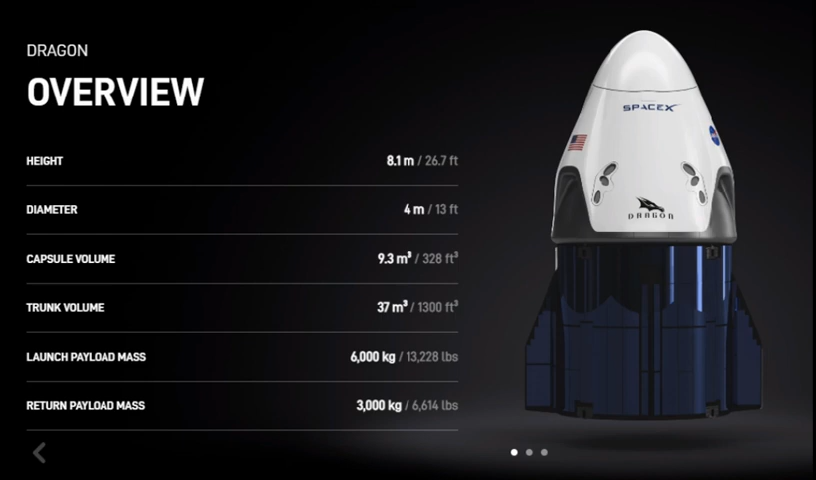 DRAGON
OVERVIEW
HEIGHT 8.1 m / 26.7 ft
DIAMETER 4 m / 13 ft
CAPSULE VOLUME 9.3 m³ / 328 ft³
TRUNK VOLUME 37 m³ / 1300 ft³
LAUNCH PAYLOAD MASS 6,000 kg / 13,228 lbs
RETURN PAYLOAD MASS 3,000 kg / 6,614 lbs
SPACEX
DRAGON